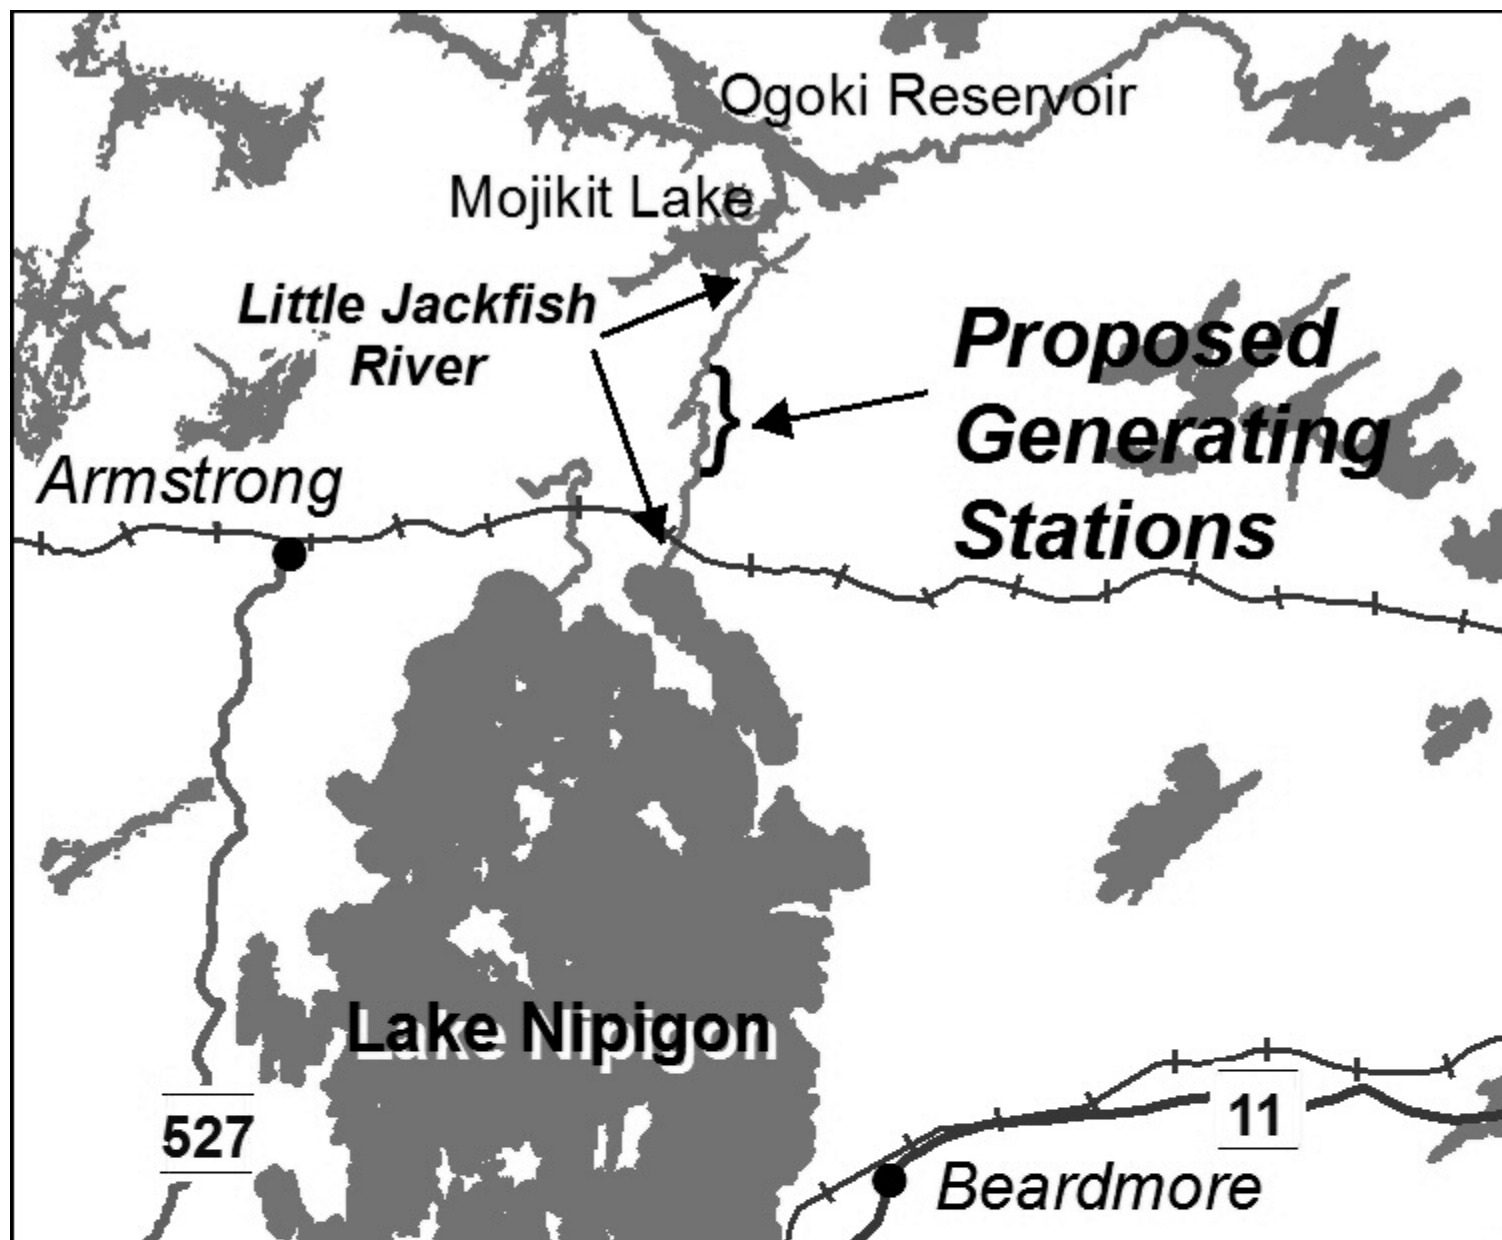 Ogoki Reservoir
Mojikit Lake
Little Jackfish
River
Proposed
Generating
Stations
Armstrong
Lake Nipigon
527
11
Beardmore